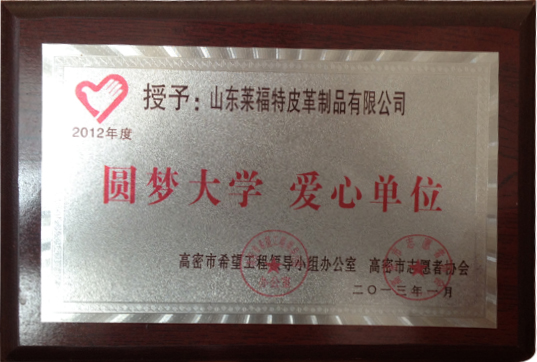 授予：山东莱福特皮革制品有限公司
2012年度
圆梦大学 爱心单位
高密市希望工程领导小组办公室 高密市志愿者协会
二〇一三年一月